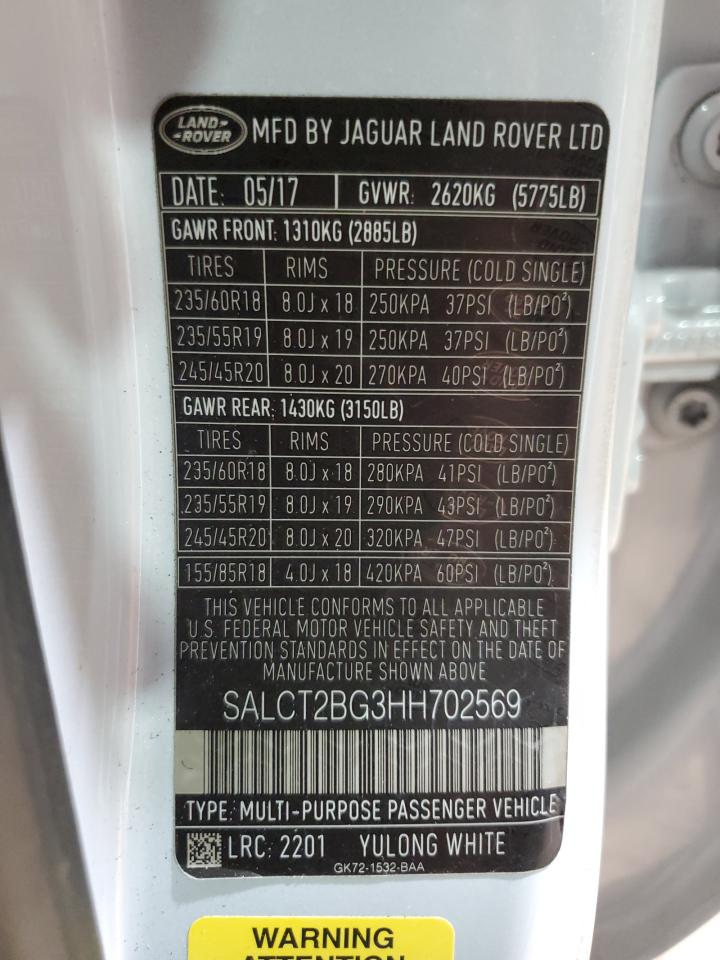 LAND-
-ROVER
MFD BY JAGUAR LAND ROVER LTD
DATE: 05/17 GVWR: 2620KG (5775LB)
GAWR FRONT: 1310KG (2885LB)
TIRES RIMS PRESSURE (COLD SINGLE)
235/60R18 8.0J x 18 250KPA 37PSI (LB/PO²)
235/55R19 8.0J x 19 250KPA 37PSI (LB/PO²)
245/45R20 8.0J x 20 270KPA 40PSI (LB/PO²)
GAWR REAR: 1430KG (3150LB)
TIRES RIMS PRESSURE (COLD SINGLE)
235/60R18 8.0J x 18 280KPA 41PSI (LB/PO²)
235/55R19 8.0J x 19 290KPA 43PSI (LB/PO²)
245/45R20 8.0J x 20 320KPA 47PSI (LB/PO²)
155/85R18 4.0J x 18 420KPA 60PSI (LB/PO²)
THIS VEHICLE CONFORMS TO ALL APPLICABLE
U.S. FEDERAL MOTOR VEHICLE SAFETY AND THEFT
PREVENTION STANDARDS IN EFFECT ON THE DATE OF
MANUFACTURE SHOWN ABOVE
SALCT2BG3HH702569
TYPE: MULTI-PURPOSE PASSENGER VEHICLE
LRC: 2201 YULONG WHITE
GK72-1532-BAA
WARNING
ATTENTION